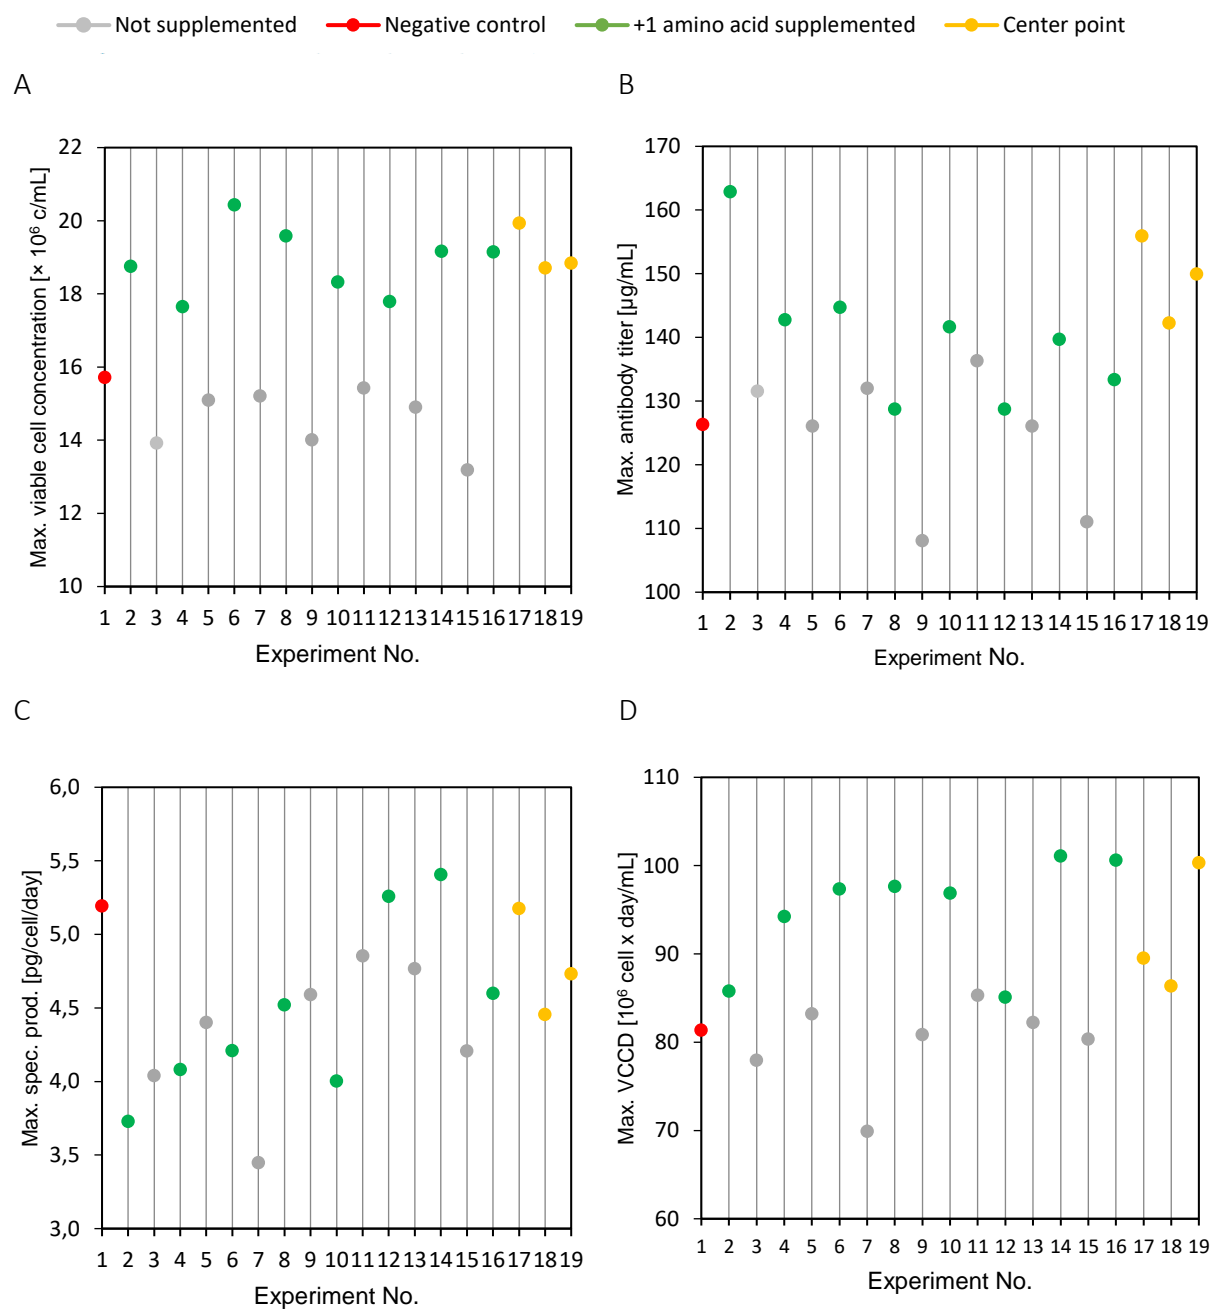 Not supplemented Negative control +1 amino acid supplemented Center point
A
Max. viable cell concentration [× 10⁶ c/mL]
22
20
18
16
14
12
10
1 2 3 4 5 6 7 8 9 10 11 12 13 14 15 16 17 18 19
Experiment No.
B
Max. antibody titer [µg/mL]
170
160
150
140
130
120
110
100
1 2 3 4 5 6 7 8 9 10 11 12 13 14 15 16 17 18 19
Experiment No.
C
Max. spec. prod. [pg/cell/day]
6,0
5,5
5,0
4,5
4,0
3,5
3,0
1 2 3 4 5 6 7 8 9 10 11 12 13 14 15 16 17 18 19
Experiment No.
D
Max. VCCD [10⁶ cell x day/mL]
110
100
90
80
70
60
1 2 3 4 5 6 7 8 9 10 11 12 13 14 15 16 17 18 19
Experiment No.